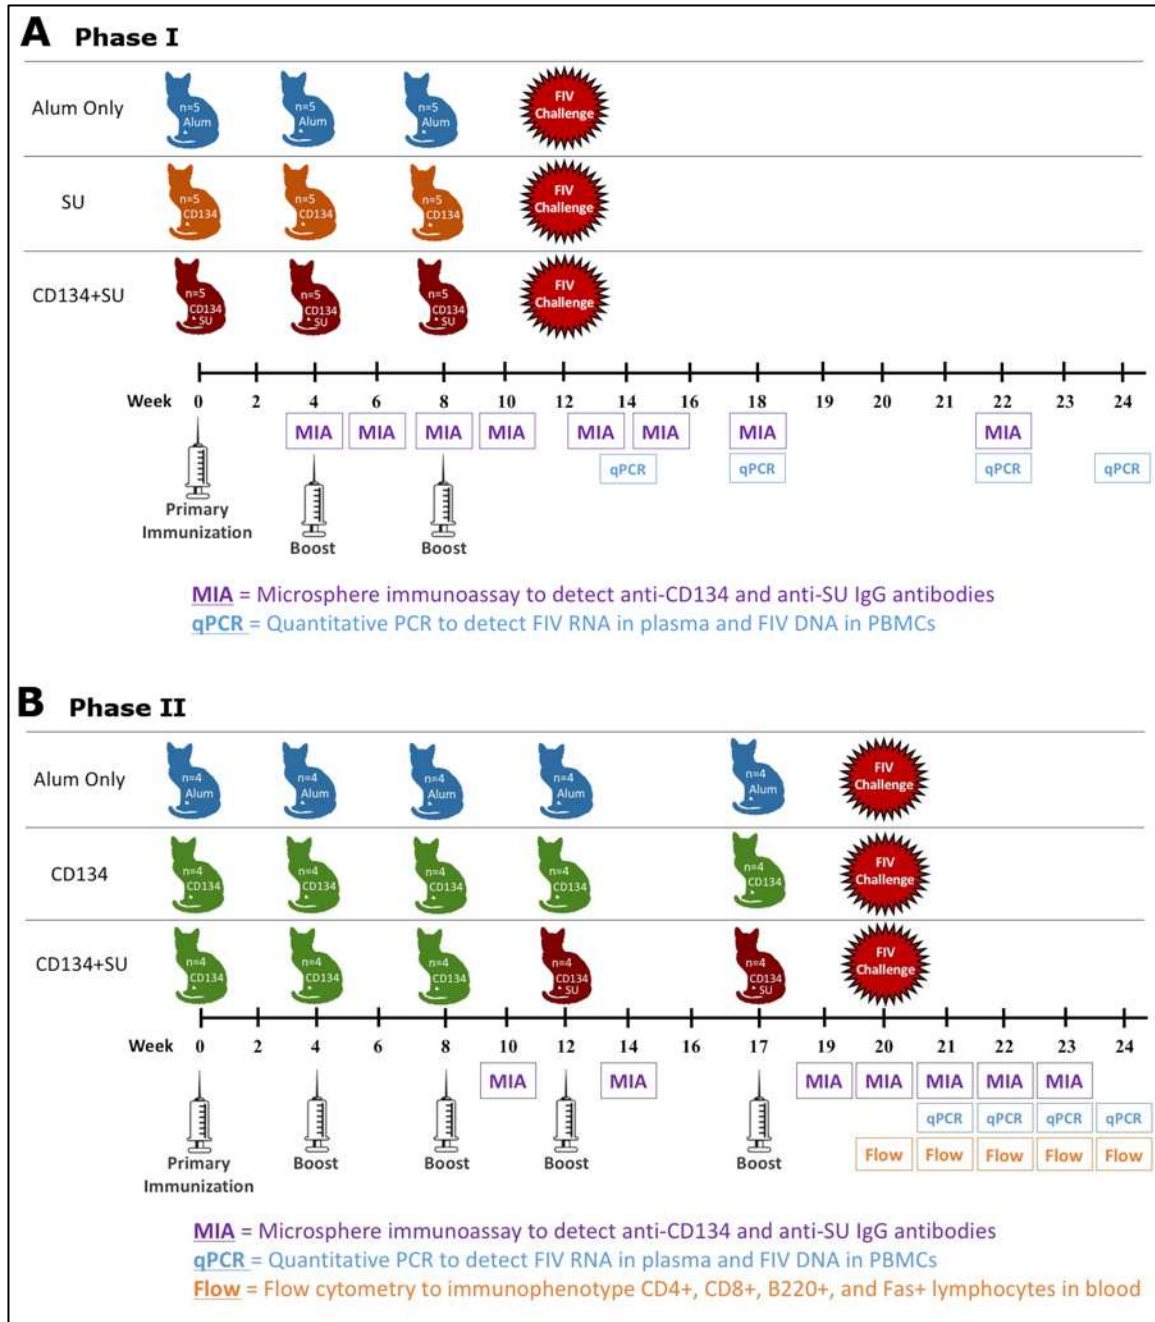 A Phase I
Alum Only
n=5 Alum
n=5 Alum
n=5 Alum
FIV Challenge
SU
n=5 CD134
n=5 CD134
n=5 CD134
FIV Challenge
CD134+SU
n=5 CD134 SU
n=5 CD134 SU
n=5 CD134 SU
FIV Challenge
Week 0 2 4 6 8 10 12 14 16 18 19 20 21 22 23 24
MIA MIA MIA MIA MIA MIA MIA MIA
qPCR qPCR qPCR qPCR
Primary Immunization
Boost
Boost
MIA = Microsphere immunoassay to detect anti-CD134 and anti-SU IgG antibodies
qPCR = Quantitative PCR to detect FIV RNA in plasma and FIV DNA in PBMCs
B Phase II
Alum Only
n=4 Alum
n=4 Alum
n=4 Alum
n=4 Alum
n=4 Alum
FIV Challenge
CD134
n=4 CD134
n=4 CD134
n=4 CD134
n=4 CD134
n=4 CD134
FIV Challenge
CD134+SU
n=4 CD134
n=4 CD134
n=4 CD134
n=4 CD134 SU
n=4 CD134 SU
FIV Challenge
Week 0 2 4 6 8 10 12 14 16 17 19 20 21 22 23 24
MIA MIA MIA MIA MIA MIA MIA
qPCR qPCR qPCR qPCR
Flow Flow Flow Flow Flow
Primary Immunization
Boost
Boost
Boost
Boost
MIA = Microsphere immunoassay to detect anti-CD134 and anti-SU IgG antibodies
qPCR = Quantitative PCR to detect FIV RNA in plasma and FIV DNA in PBMCs
Flow = Flow cytometry to immunophenotype CD4+, CD8+, B220+, and Fas+ lymphocytes in blood